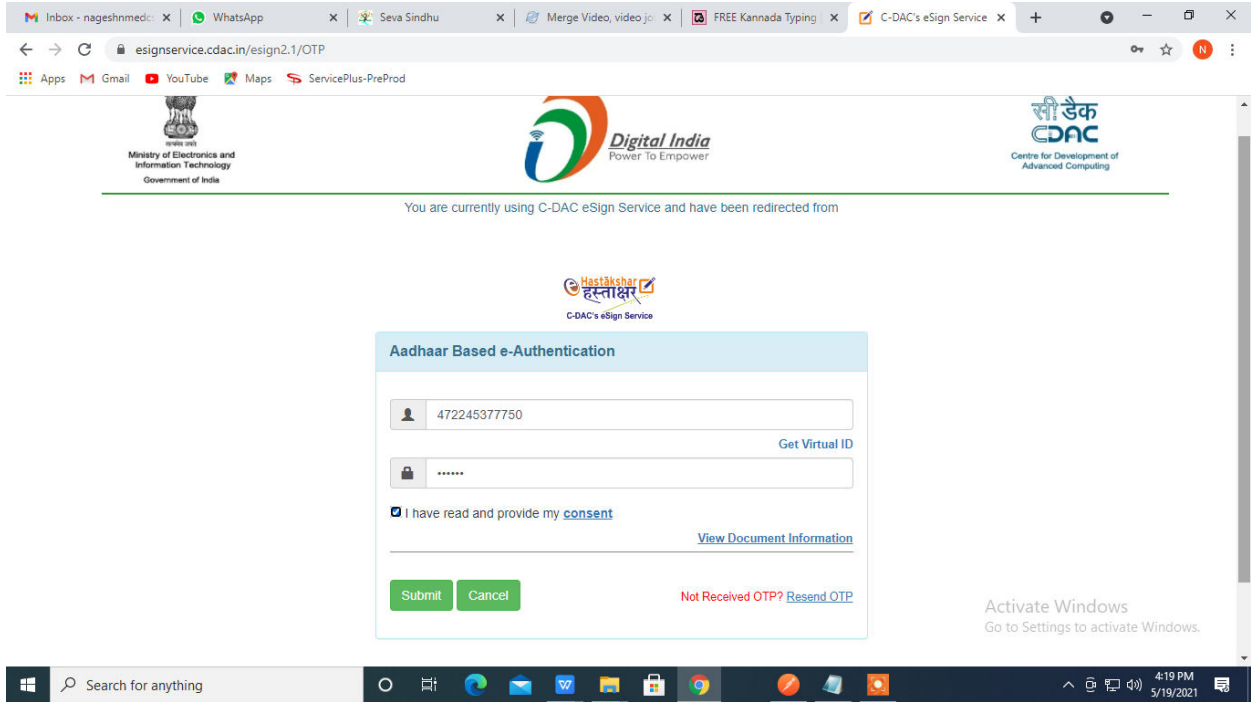 Inbox - nageshnmedc
WhatsApp
Seva Sindhu
Merge Video, video jo
FREE Kannada Typing
C-DAC's eSign Service
esignservice.cdac.in/esign2.1/OTP
N
Apps
Gmail
YouTube
Maps
ServicePlus-PreProd
Ministry of Electronics and
Information Technology
Government of India
Digital India
Power To Empower
सी डैक
CDAC
Centre for Development of
Advanced Computing
You are currently using C-DAC eSign Service and have been redirected from
e Hastākshar
हस्ताक्षर
C-DAC's eSign Service
Aadhaar Based e-Authentication
472245377750
Get Virtual ID
••••••
I have read and provide my consent
View Document Information
Submit
Cancel
Not Received OTP? Resend OTP
Activate Windows
Go to Settings to activate Windows.
Search for anything
4:19 PM
5/19/2021